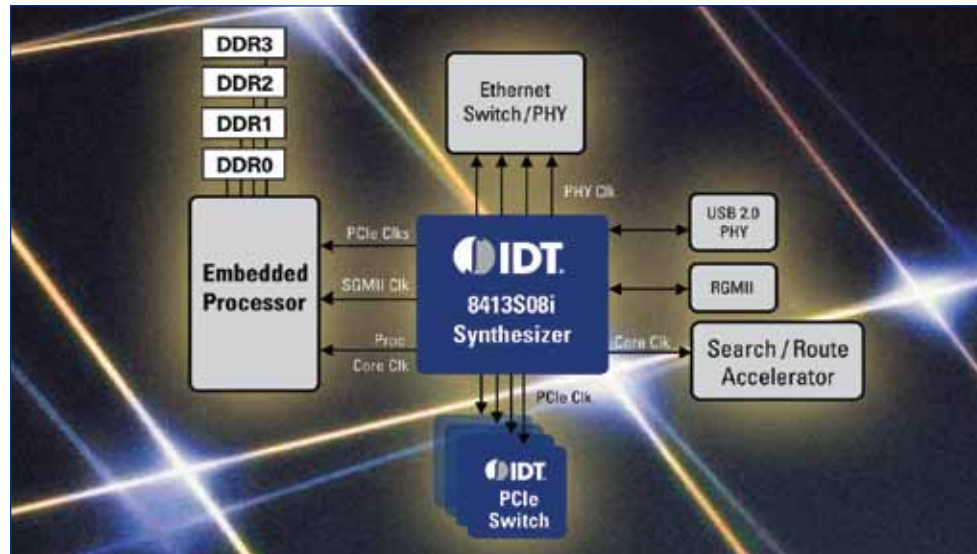 DDR3
DDR2
DDR1
DDR0
Ethernet
Switch/PHY
PHY Clk
Embedded
Processor
PCIe Clks
SGMII Clk
Proc
Core Clk
IDT.
8413S08i
Synthesizer
USB 2.0
PHY
RGMII
Core Clk
Search / Route
Accelerator
PCIe Clk
IDT.
PCIe
Switch